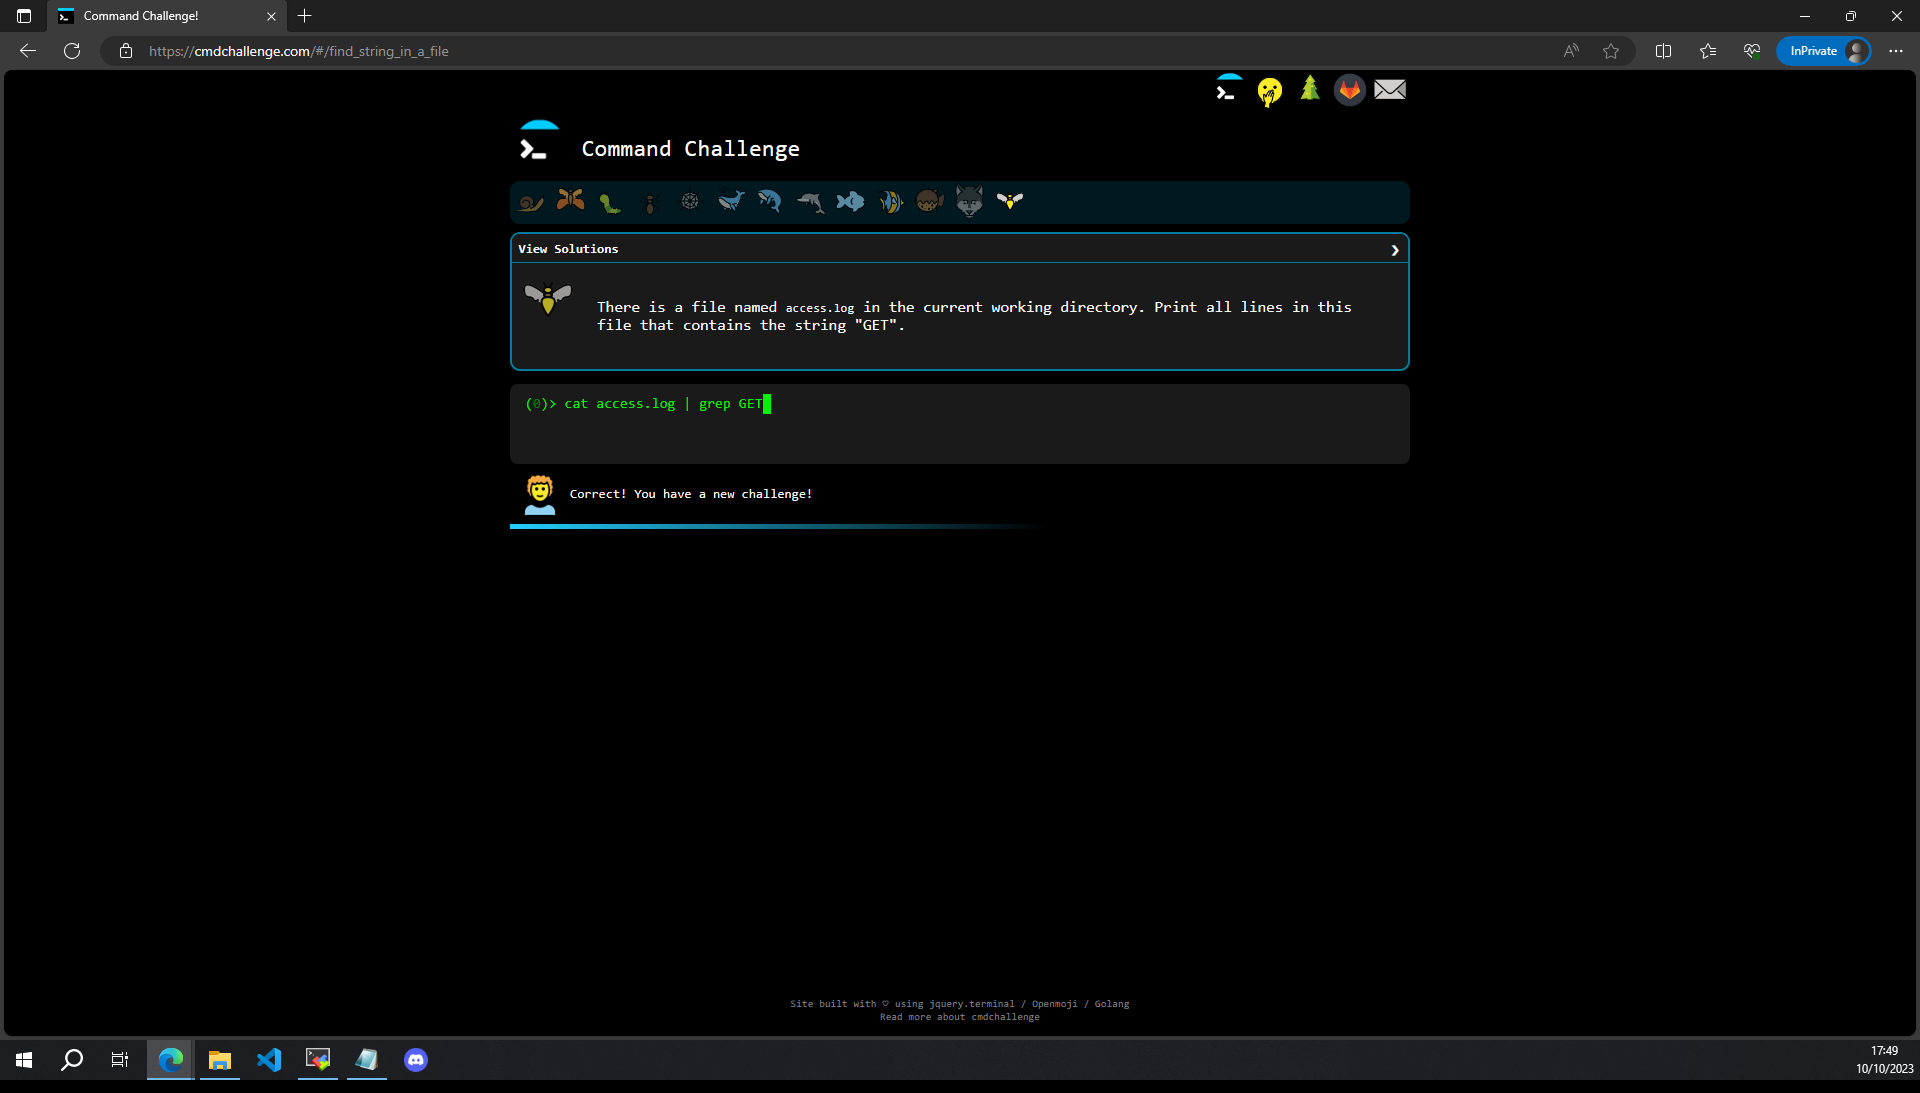 Command Challenge!
https://cmdchallenge.com/#/find_string_in_a_file
InPrivate
Command Challenge
View Solutions
There is a file named access.log in the current working directory. Print all lines in this
file that contains the string "GET".
(0)> cat access.log | grep GET
Correct! You have a new challenge!
Site built with ♡ using jquery.terminal / Openmoji / Golang
Read more about cmdchallenge
17:49
10/10/2023